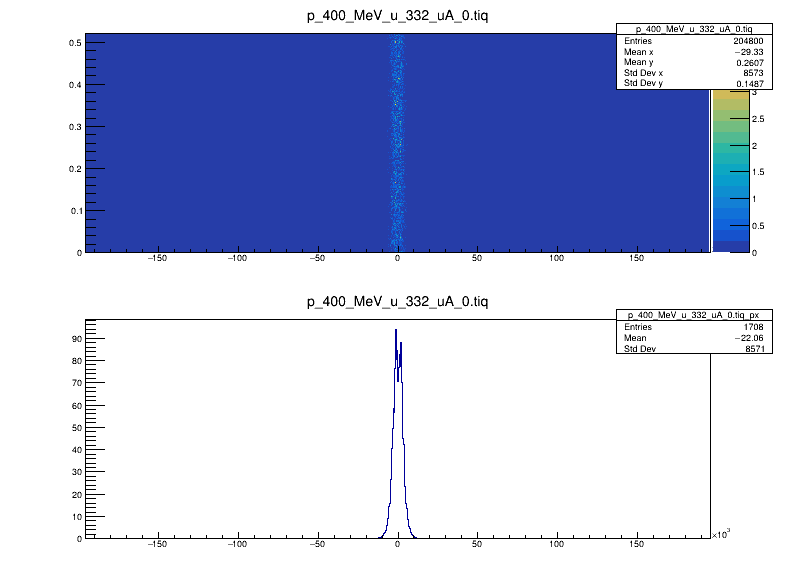 p_400_MeV_u_332_uA_0.tiq
p_400_MeV_u_332_uA_0.tiq
Entries 204800
Mean x −29.33
Mean y 0.2607
Std Dev x 8573
Std Dev y 0.1487
0.5
0.4
0.3
0.2
0.1
0
−150 −100 −50 0 50 100 150
3
2.5
2
1.5
1
0.5
0
p_400_MeV_u_332_uA_0.tiq
p_400_MeV_u_332_uA_0.tiq_px
Entries 1708
Mean −22.06
Std Dev 8571
90
80
70
60
50
40
30
20
10
0
−150 −100 −50 0 50 100 150
×10³